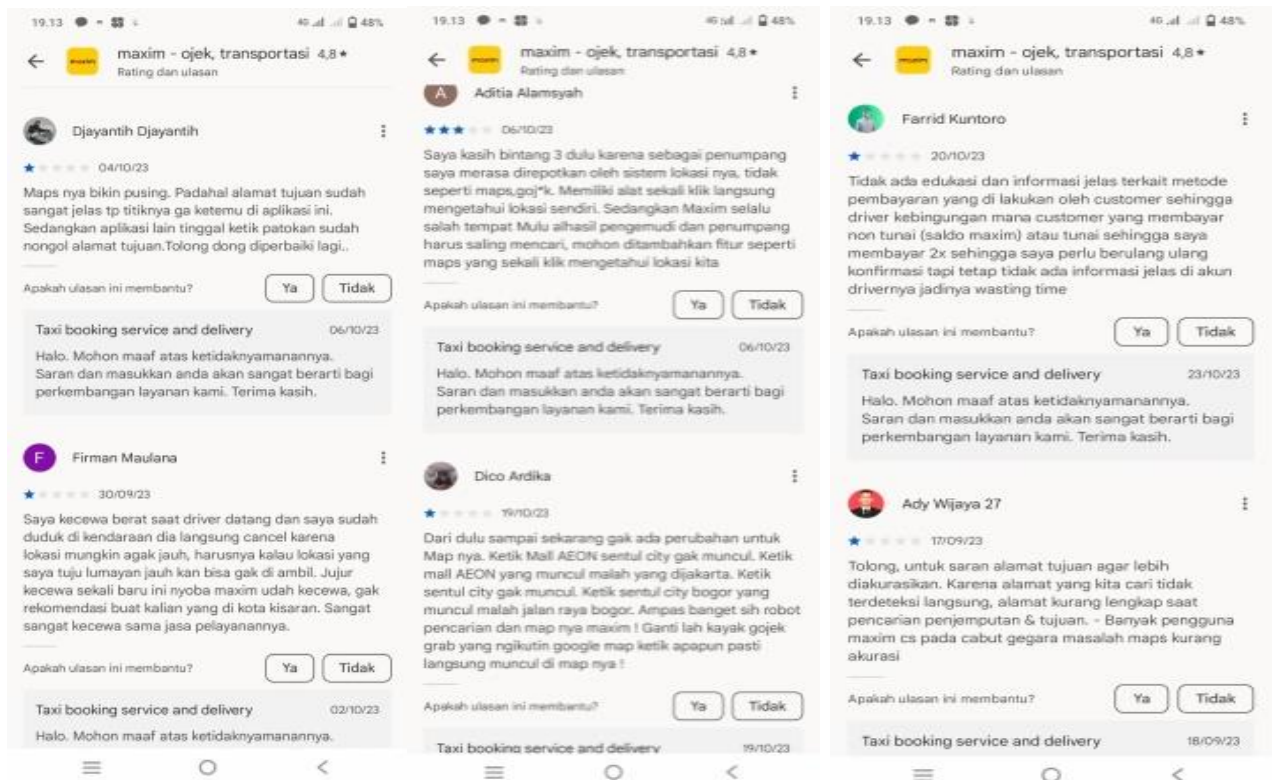 19.13
48%
maxim - ojek, transportasi 4,8★
Rating dan ulasan
Djayantih Djayantih
04/10/23
Maps nya bikin pusing. Padahal alamat tujuan sudah
sangat jelas tp titiknya ga ketemu di aplikasi ini.
Sedangkan aplikasi lain tinggal ketik patokan sudah
nongol alamat tujuan.Tolong dong diperbaiki lagi..
Apakah ulasan ini membantu?
Ya
Tidak
Taxi booking service and delivery
06/10/23
Halo. Mohon maaf atas ketidaknyamanannya.
Saran dan masukkan anda akan sangat berarti bagi
perkembangan layanan kami. Terima kasih.
F
Firman Maulana
30/09/23
Saya kecewa berat saat driver datang dan saya sudah
duduk di kendaraan dia langsung cancel karena
lokasi mungkin agak jauh, harusnya kalau lokasi yang
saya tuju lumayan jauh kan bisa gak di ambil. Jujur
kecewa sekali baru ini nyoba maxim udah kecewa, gak
rekomendasi buat kalian yang di kota kisaran. Sangat
sangat kecewa sama jasa pelayanannya.
Apakah ulasan ini membantu?
Ya
Tidak
Taxi booking service and delivery
02/10/23
Halo. Mohon maaf atas ketidaknyamanannya.
19.13
48%
maxim - ojek, transportasi 4,8★
Rating dan ulasan
A
Aditia Alamsyah
06/10/23
Saya kasih bintang 3 dulu karena sebagai penumpang
saya merasa direpotkan oleh sistem lokasi nya, tidak
seperti maps,goj*k. Memiliki alat sekali klik langsung
mengetahui lokasi sendiri. Sedangkan Maxim selalu
salah tempat Mulu alhasil pengemudi dan penumpang
harus saling mencari, mohon ditambahkan fitur seperti
maps yang sekali klik mengetahui lokasi kita
Apakah ulasan ini membantu?
Ya
Tidak
Taxi booking service and delivery
06/10/23
Halo. Mohon maaf atas ketidaknyamanannya.
Saran dan masukkan anda akan sangat berarti bagi
perkembangan layanan kami. Terima kasih.
Dico Ardika
19/10/23
Dari dulu sampai sekarang gak ada perubahan untuk
Map nya. Ketik Mall AEON sentul city gak muncul. Ketik
mall AEON yang muncul malah yang dijakarta. Ketik
sentul city gak muncul. Ketik sentul city bogor yang
muncul malah jalan raya bogor. Ampas banget sih robot
pencarian dan map nya maxim ! Ganti lah kayak gojek
grab yang ngikutin google map ketik apapun pasti
langsung muncul di map nya !
Apakah ulasan ini membantu?
Ya
Tidak
Taxi booking service and delivery
19/10/23
19.13
48%
maxim - ojek, transportasi 4,8★
Rating dan ulasan
Farrid Kuntoro
20/10/23
Tidak ada edukasi dan informasi jelas terkait metode
pembayaran yang di lakukan oleh customer sehingga
driver kebingungan mana customer yang membayar
non tunai (saldo maxim) atau tunai sehingga saya
membayar 2x sehingga saya perlu berulang ulang
konfirmasi tapi tetap tidak ada informasi jelas di akun
drivernya jadinya wasting time
Apakah ulasan ini membantu?
Ya
Tidak
Taxi booking service and delivery
23/10/23
Halo. Mohon maaf atas ketidaknyamanannya.
Saran dan masukkan anda akan sangat berarti bagi
perkembangan layanan kami. Terima kasih.
Ady Wijaya 27
17/09/23
Tolong, untuk saran alamat tujuan agar lebih
diakurasikan. Karena alamat yang kita cari tidak
terdeteksi langsung, alamat kurang lengkap saat
pencarian penjemputan & tujuan. - Banyak pengguna
maxim cs pada cabut gegara masalah maps kurang
akurasi
Apakah ulasan ini membantu?
Ya
Tidak
Taxi booking service and delivery
18/09/23